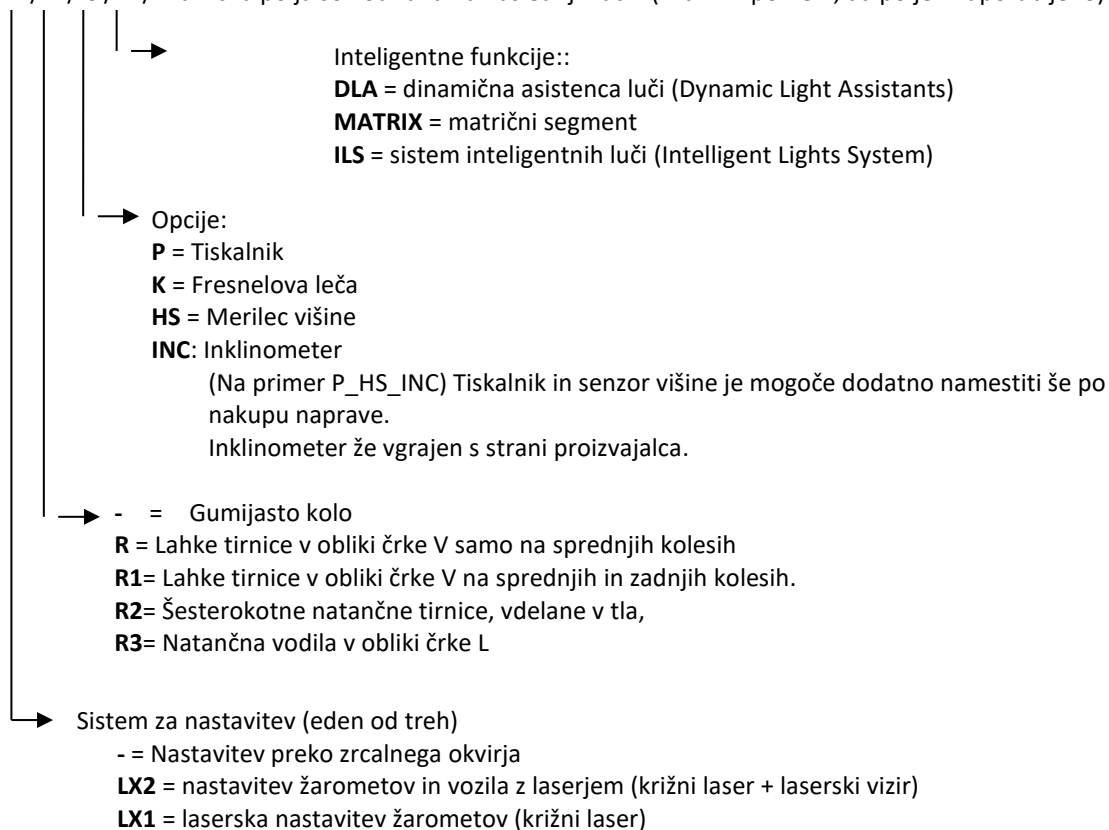 Inteligentne funkcije::
DLA = dinamična asistenca luči (Dynamic Light Assistants)
MATRIX = matrični segment
ILS = sistem inteligentnih luči (Intelligent Lights System)
Opcije:
P = Tiskalnik
K = Fresnelova leča
HS = Merilec višine
INC: Inklinometer
(Na primer P_HS_INC) Tiskalnik in senzor višine je mogoče dodatno namestiti še po
nakupu naprave.
Inklinometer že vgrajen s strani proizvajalca.
- = Gumijasto kolo
R = Lahke tirnice v obliki črke V samo na sprednjih kolesih
R1= Lahke tirnice v obliki črke V na sprednjih in zadnjih kolesih.
R2= Šesterokotne natančne tirnice, vdelane v tla,
R3= Natančna vodila v obliki črke L
Sistem za nastavitev (eden od treh)
- = Nastavitev preko zrcalnega okvirja
LX2 = nastavitev žarometov in vozila z laserjem (križni laser + laserski vizir)
LX1 = laserska nastavitev žarometov (križni laser)